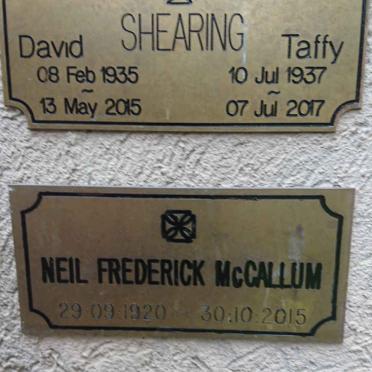 SHEARING
David Taffy
08 Feb 1935 10 Jul 1937
~ ~
13 May 2015 07 Jul 2017
NEIL FREDERICK McCALLUM
29·09·1920 - 30·10·2015